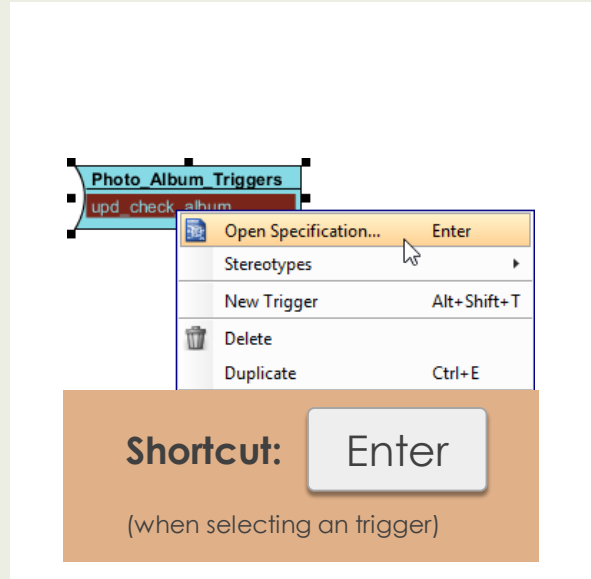 Photo_Album_Triggers
upd_check_album
Open Specification... Enter
Stereotypes
New Trigger Alt+Shift+T
Delete
Duplicate Ctrl+E
Shortcut: Enter
(when selecting an trigger)